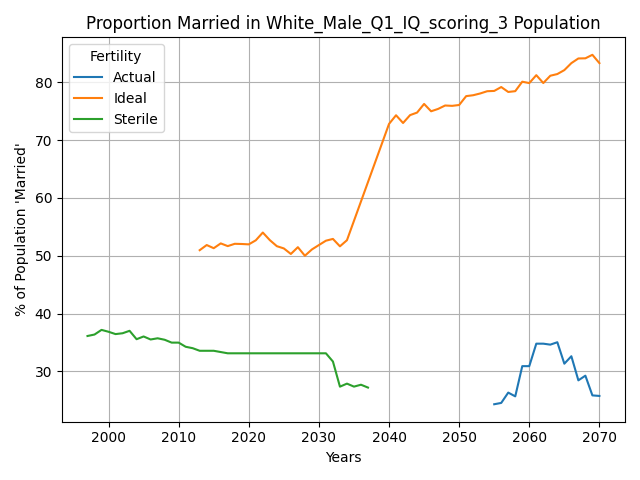 Proportion Married in White_Male_Q1_IQ_scoring_3 Population
% of Population 'Married'
80
70
60
50
40
30
Fertility
Actual
Ideal
Sterile
2000 2010 2020 2030 2040 2050 2060 2070
Years